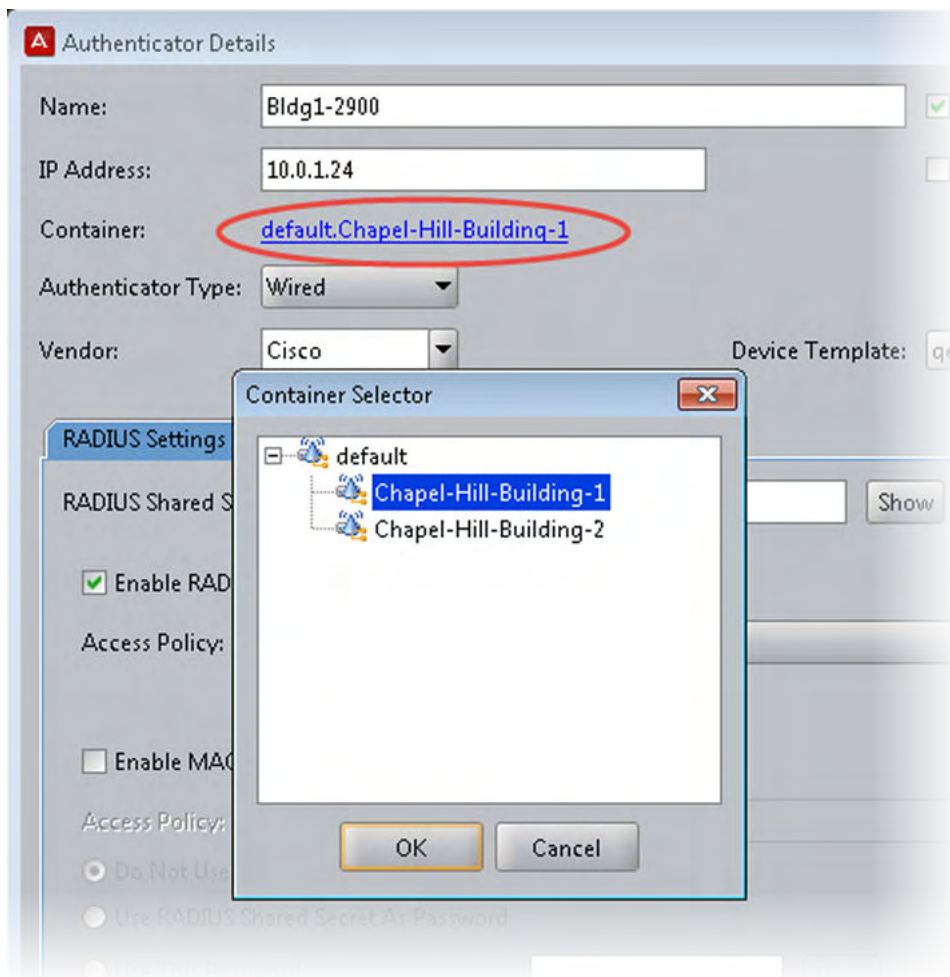 A Authenticator Details
Name: Bldg1-2900
IP Address: 10.0.1.24
Container: default.Chapel-Hill-Building-1
Authenticator Type: Wired
Vendor: Cisco Device Template:
Container Selector
default
Chapel-Hill-Building-1
Chapel-Hill-Building-2
OK Cancel
RADIUS Settings
RADIUS Shared S Show
Enable RAD
Access Policy:
Enable MAC
Access Policy:
Do Not Use
Use RADIUS Shared Secret As Password